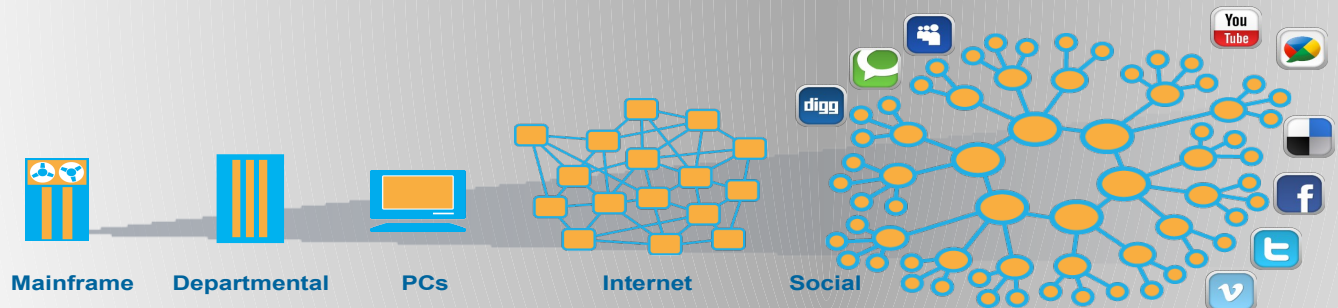 You
Tube
digg
f
t
v
Mainframe
Departmental
PCs
Internet
Social